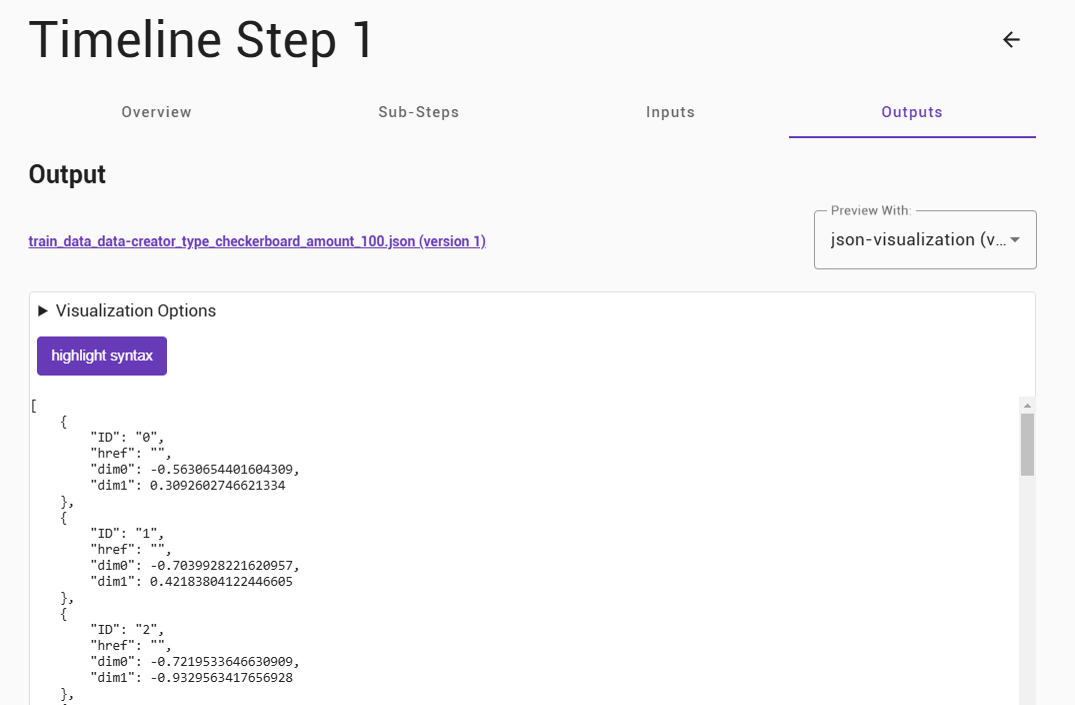 Timeline Step 1
Overview
Sub-Steps
Inputs
Outputs
Output
Preview With:
train_data_data-creator_type_checkerboard_amount_100.json (version 1)
json-visualization (v...
Visualization Options
highlight syntax
[
    {
        "ID": "0",
        "href": "",
        "dim0": -0.5630654401604309,
        "dim1": 0.3092602746621334
    },
    {
        "ID": "1",
        "href": "",
        "dim0": -0.7039928221620957,
        "dim1": 0.42183804122446605
    },
    {
        "ID": "2",
        "href": "",
        "dim0": -0.7219533646630909,
        "dim1": -0.9329563417656928
    },